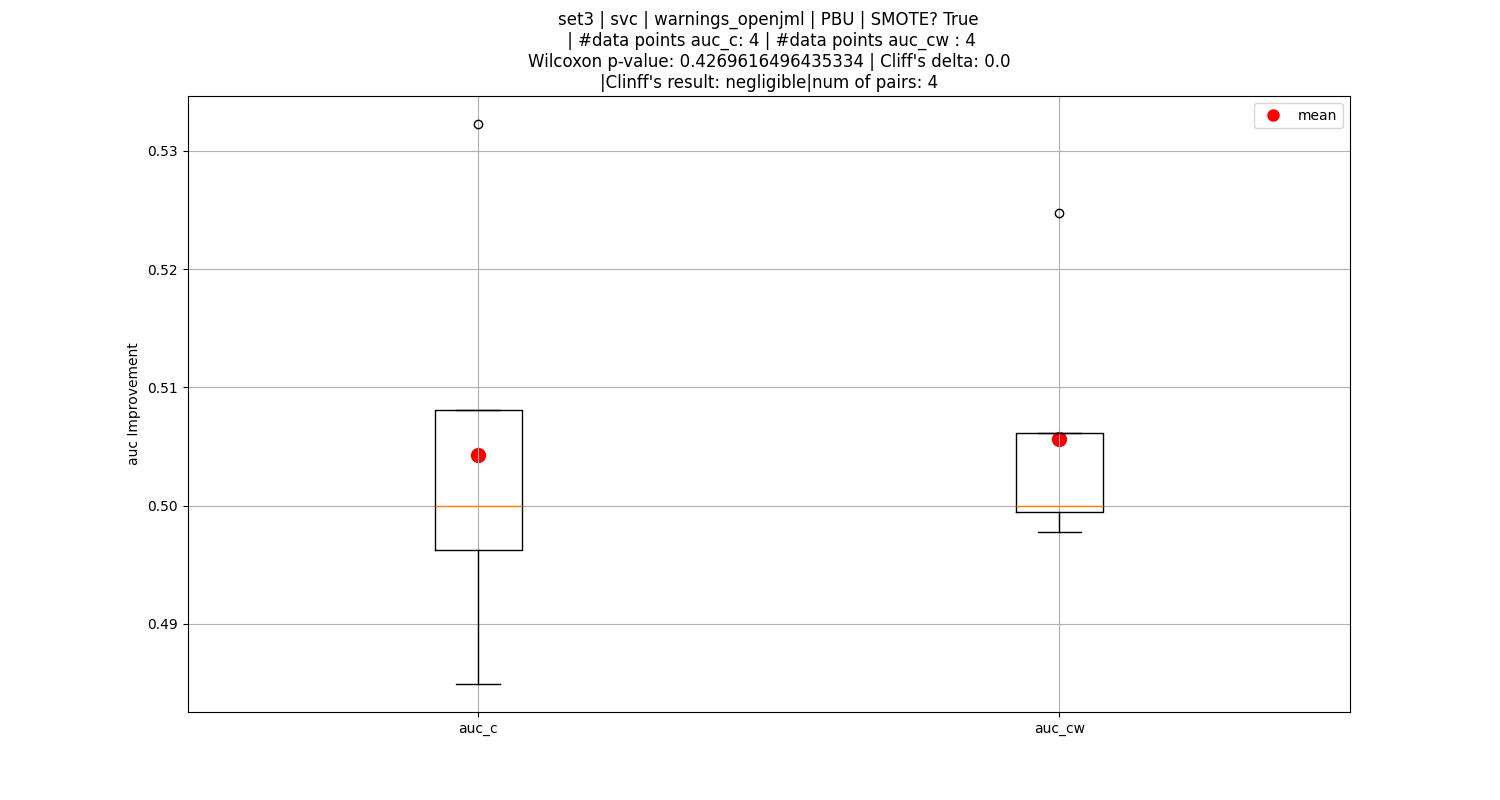 set3 | svc | warnings_openjml | PBU | SMOTE? True
| #data points auc_c: 4 | #data points auc_cw : 4
Wilcoxon p-value: 0.4269616496435334 | Cliff's delta: 0.0
|Clinff's result: negligible|num of pairs: 4
mean
0.53
0.52
0.51
0.50
0.49
auc Improvement
auc_c
auc_cw